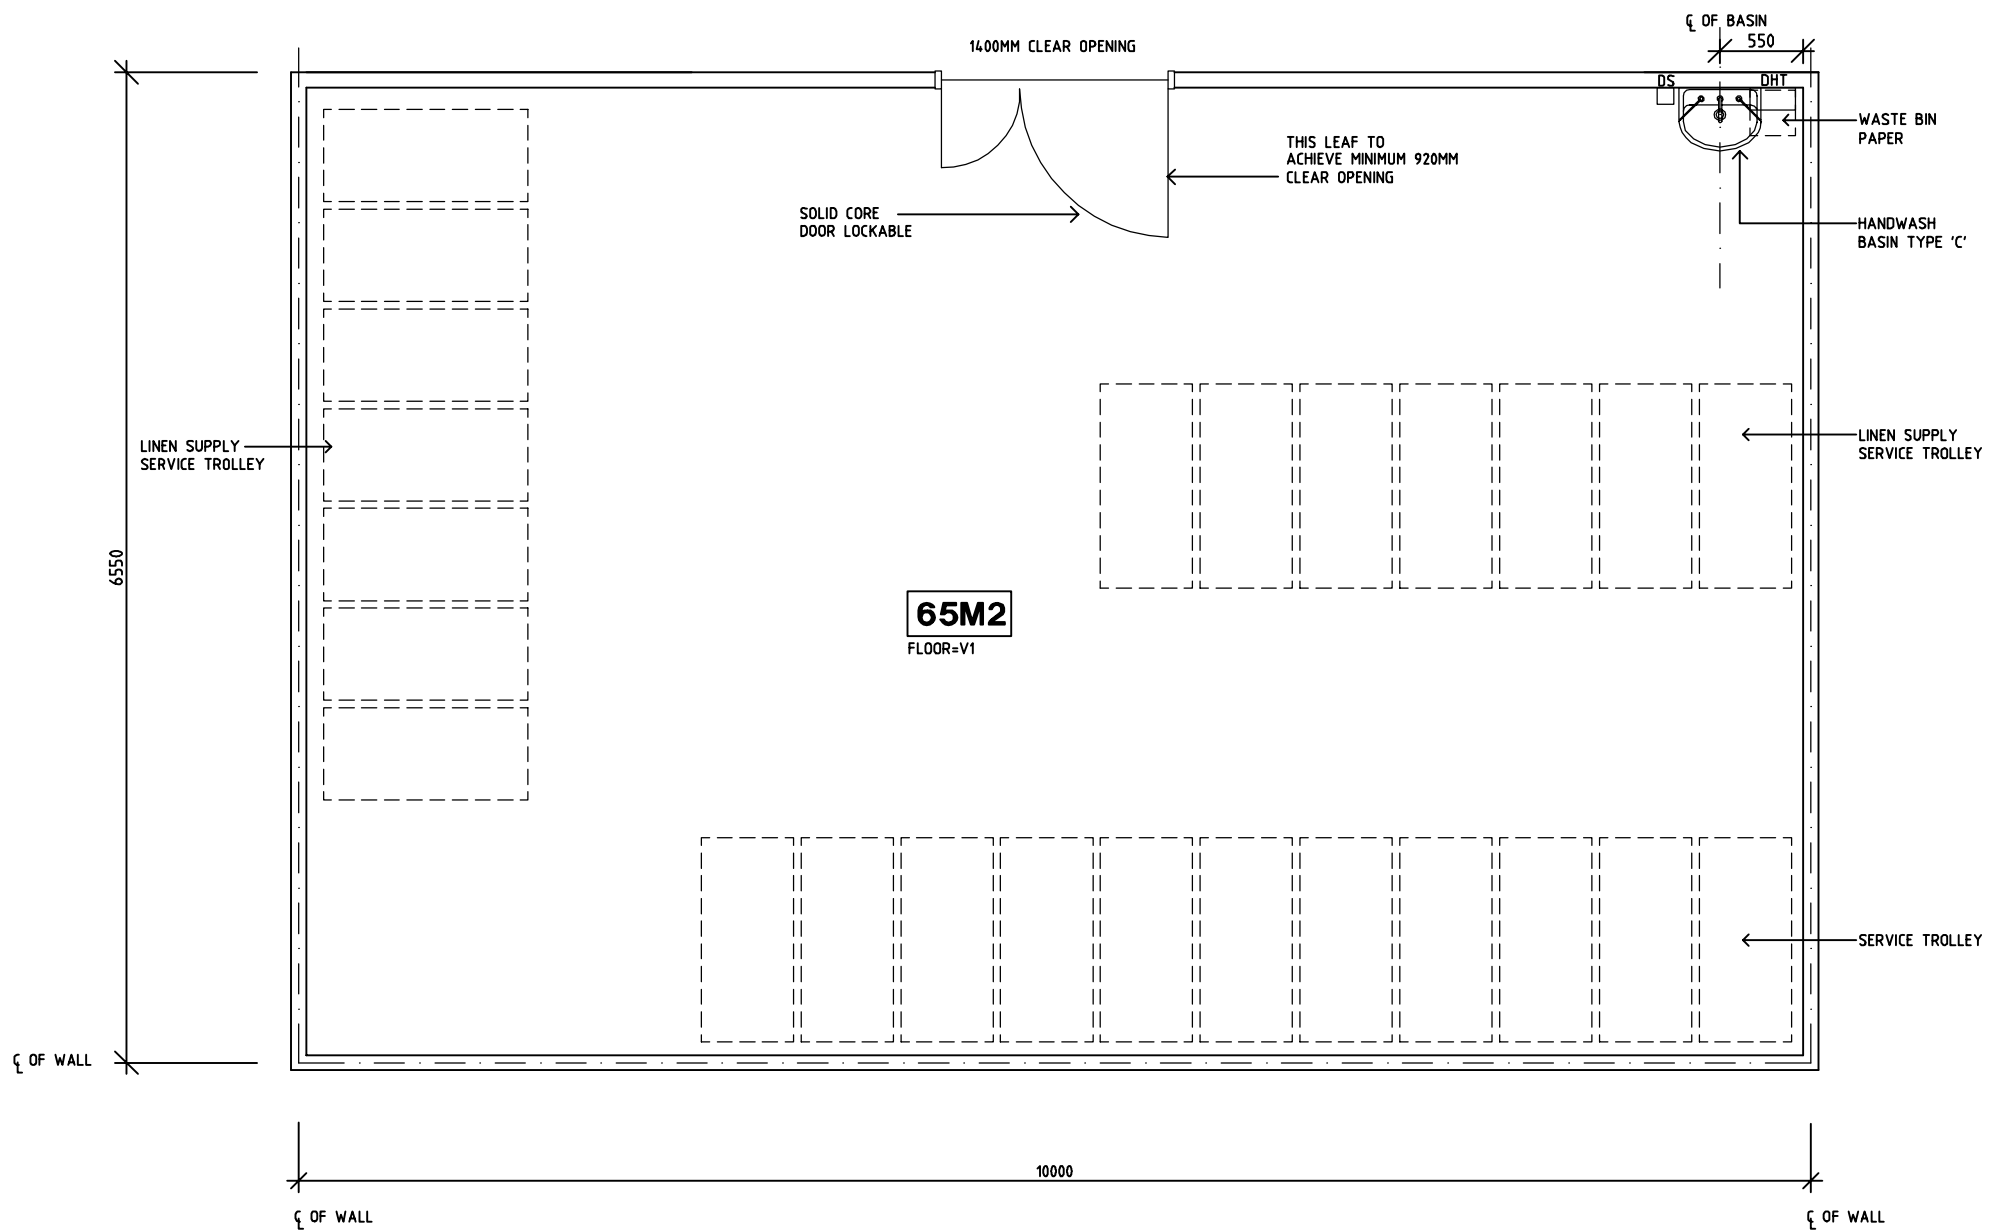 ℄ OF BASIN
1400MM CLEAR OPENING
550
DS
DHT
WASTE BIN
PAPER
THIS LEAF TO
ACHIEVE MINIMUM 920MM
CLEAR OPENING
SOLID CORE
DOOR LOCKABLE
HANDWASH
BASIN TYPE 'C'
LINEN SUPPLY
SERVICE TROLLEY
LINEN SUPPLY
SERVICE TROLLEY
6550
65M2
FLOOR=V1
SERVICE TROLLEY
℄ OF WALL
10000
℄ OF WALL
℄ OF WALL